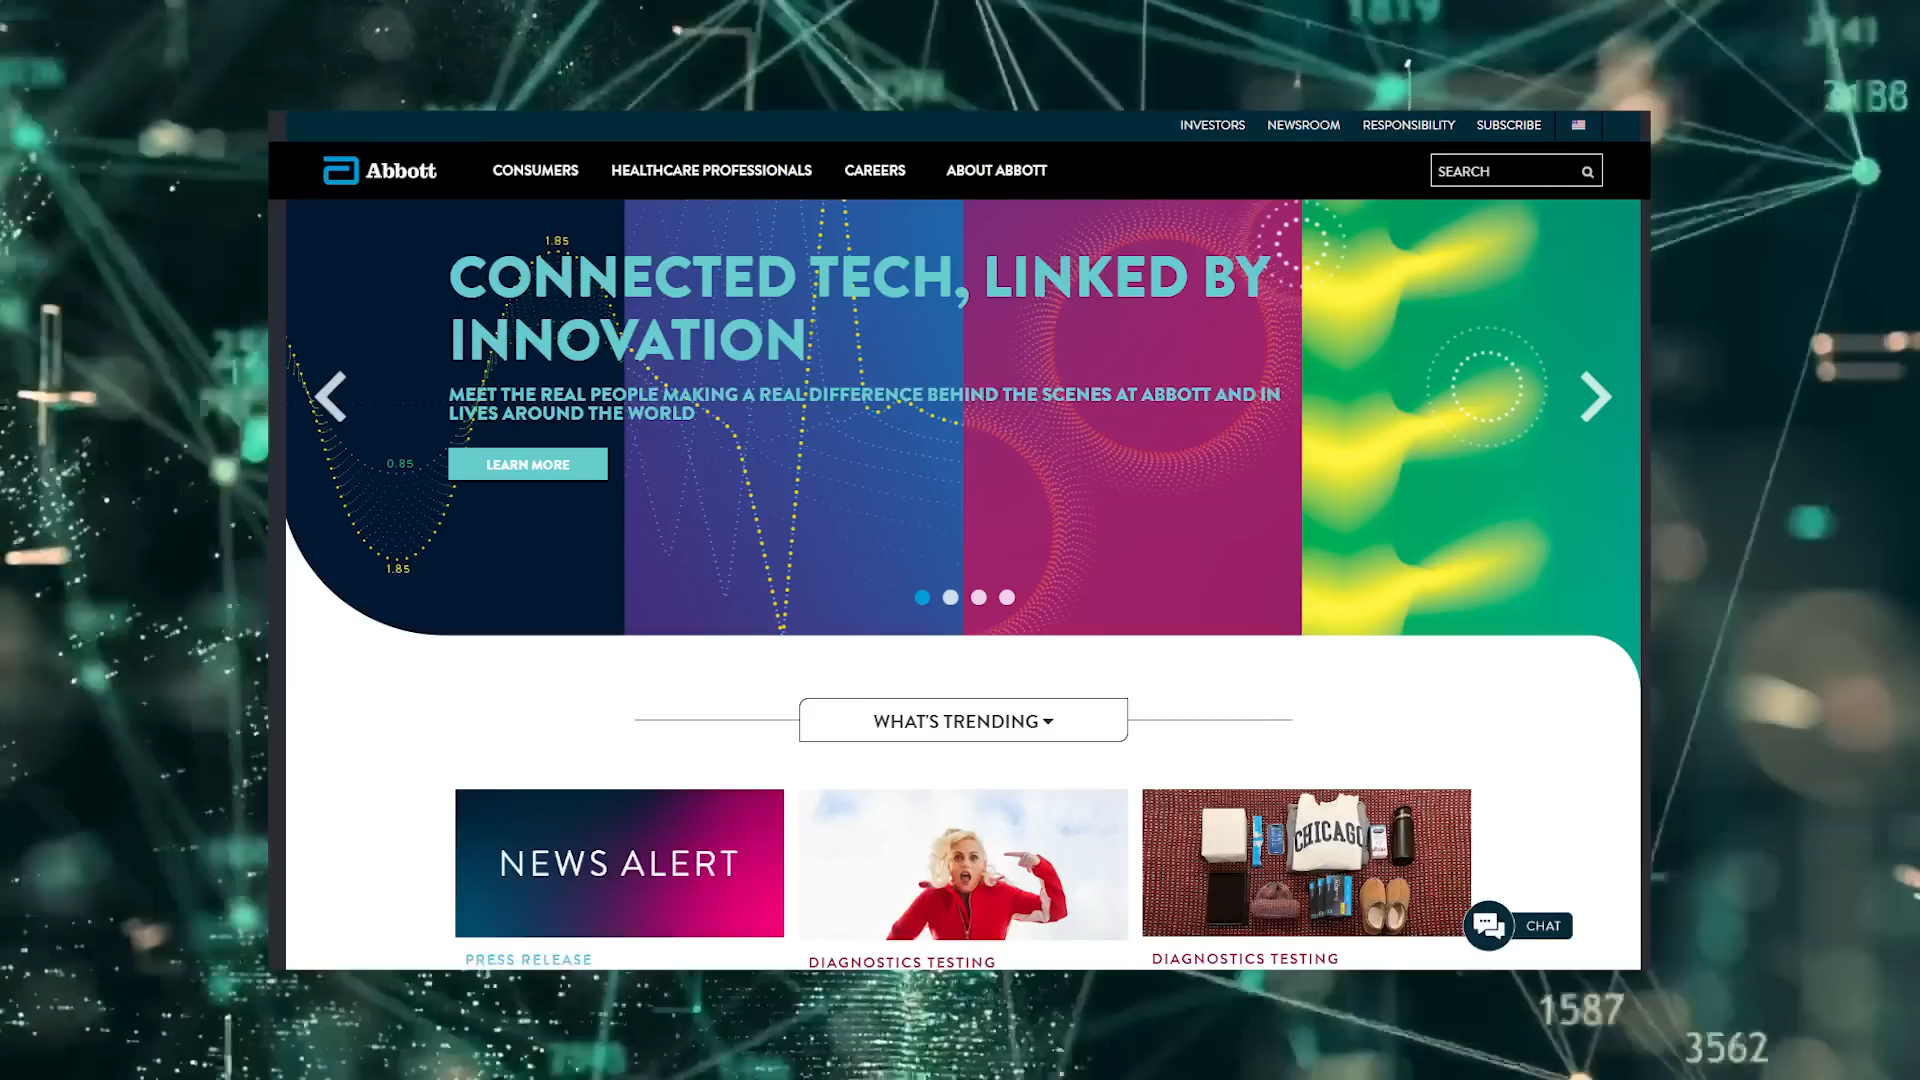 3141
3188
INVESTORS NEWSROOM RESPONSIBILITY SUBSCRIBE
Abbott CONSUMERS HEALTHCARE PROFESSIONALS CAREERS ABOUT ABBOTT SEARCH
1.85
CONNECTED TECH, LINKED BY
INNOVATION
MEET THE REAL PEOPLE MAKING A REAL DIFFERENCE BEHIND THE SCENES AT ABBOTT AND IN
LIVES AROUND THE WORLD
0.85
LEARN MORE
1.85
WHAT'S TRENDING
NEWS ALERT
CHICAGO
CHAT
PRESS RELEASE
DIAGNOSTICS TESTING
DIAGNOSTICS TESTING
1587
3562